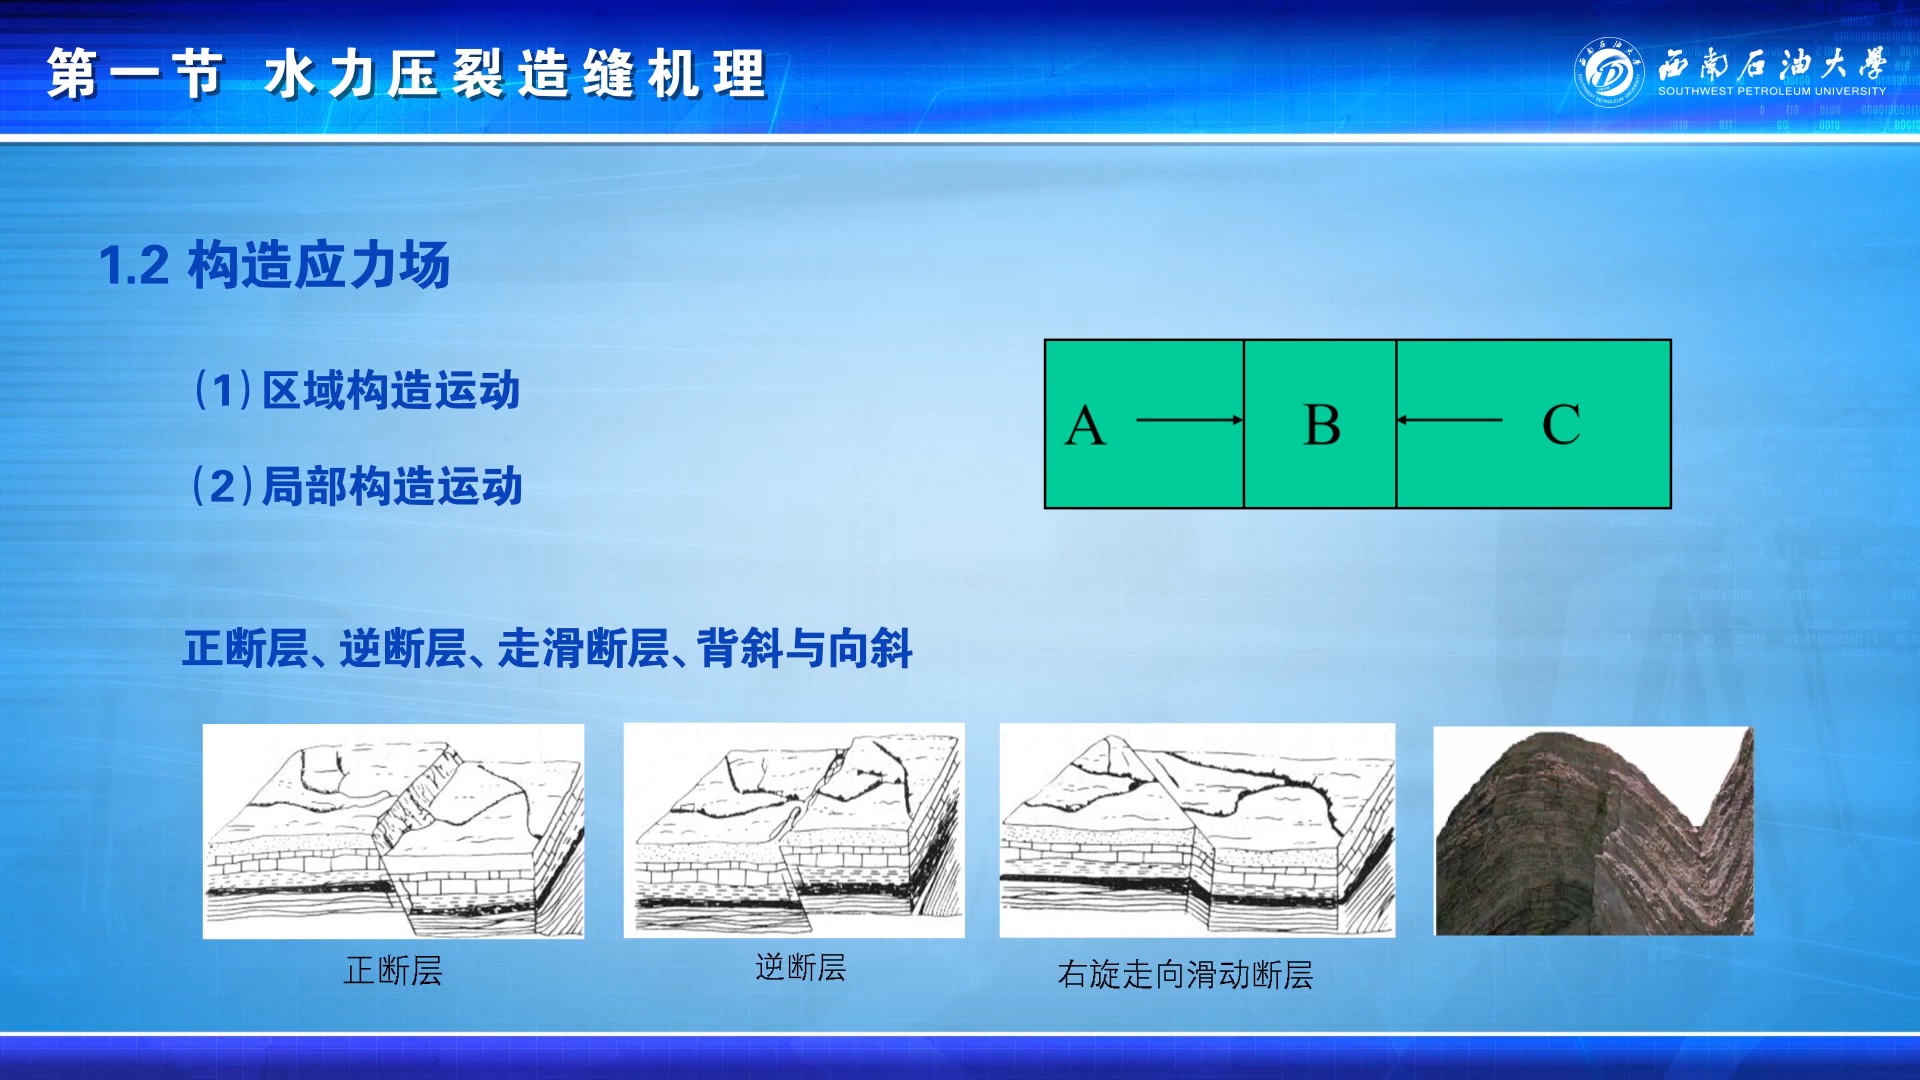 第一节 水力压裂造缝机理
西南石油大學
SOUTHWEST PETROLEUM UNIVERSITY
1.2 构造应力场
(1)区域构造运动
(2)局部构造运动
A B C
正断层、逆断层、走滑断层、背斜与向斜
正断层
逆断层
右旋走向滑动断层